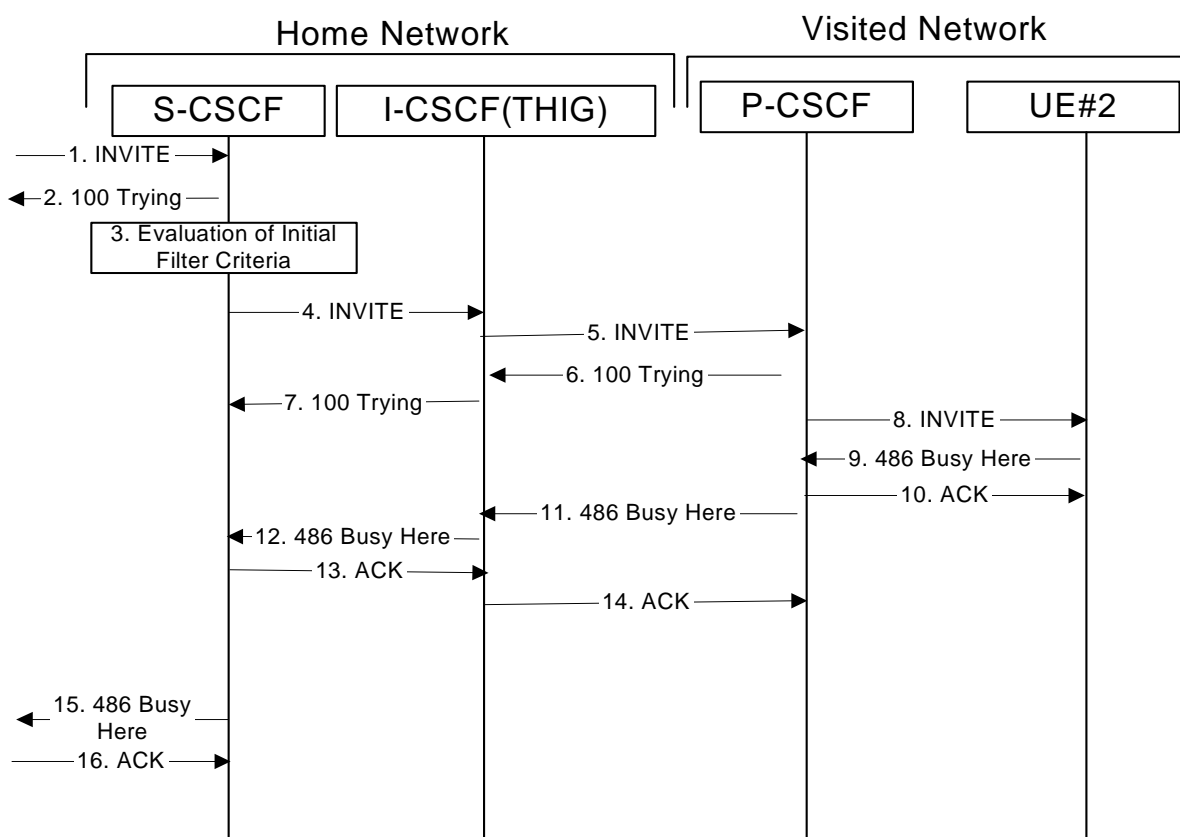 Home Network
Visited Network
S-CSCF
I-CSCF(THIG)
P-CSCF
UE#2
1. INVITE
2. 100 Trying
3. Evaluation of Initial
Filter Criteria
4. INVITE
5. INVITE
6. 100 Trying
7. 100 Trying
8. INVITE
9. 486 Busy Here
10. ACK
11. 486 Busy Here
12. 486 Busy Here
13. ACK
14. ACK
15. 486 Busy
Here
16. ACK